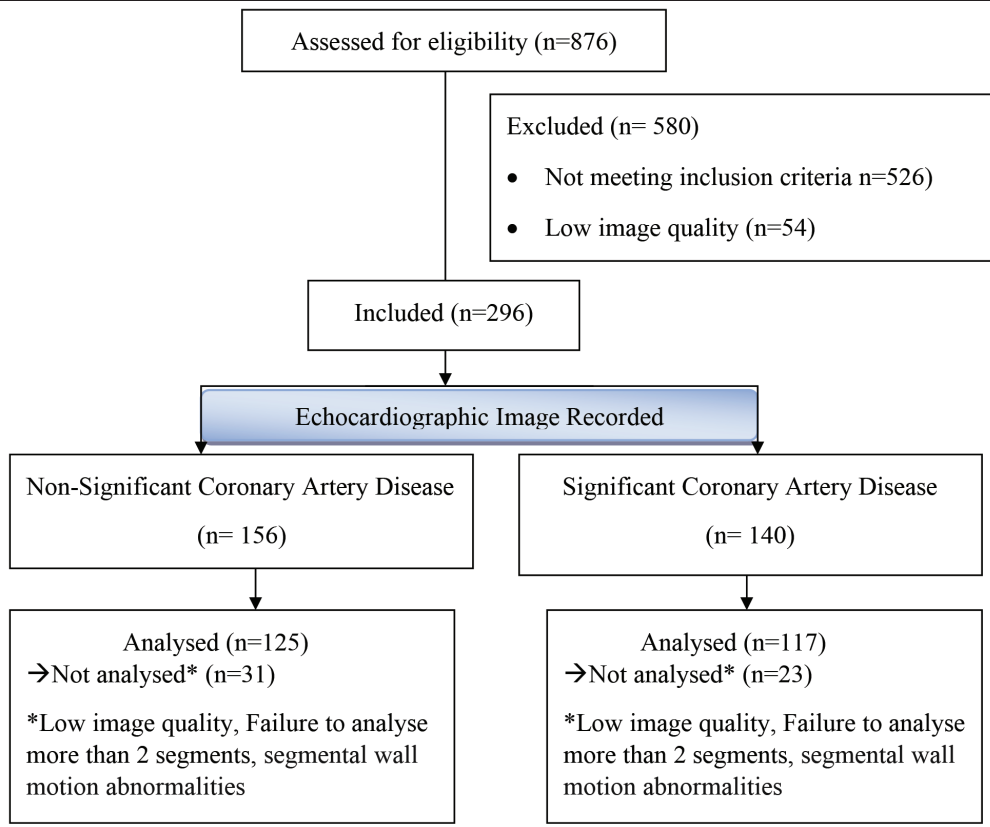 Assessed for eligibility (n=876)
Excluded (n= 580)
• Not meeting inclusion criteria n=526)
• Low image quality (n=54)
Included (n=296)
Echocardiographic Image Recorded
Non-Significant Coronary Artery Disease
(n= 156)
Significant Coronary Artery Disease
(n= 140)
Analysed (n=125)
→Not analysed* (n=31)
*Low image quality, Failure to analyse
more than 2 segments, segmental wall
motion abnormalities
Analysed (n=117)
→Not analysed* (n=23)
*Low image quality, Failure to analyse
more than 2 segments, segmental wall
motion abnormalities